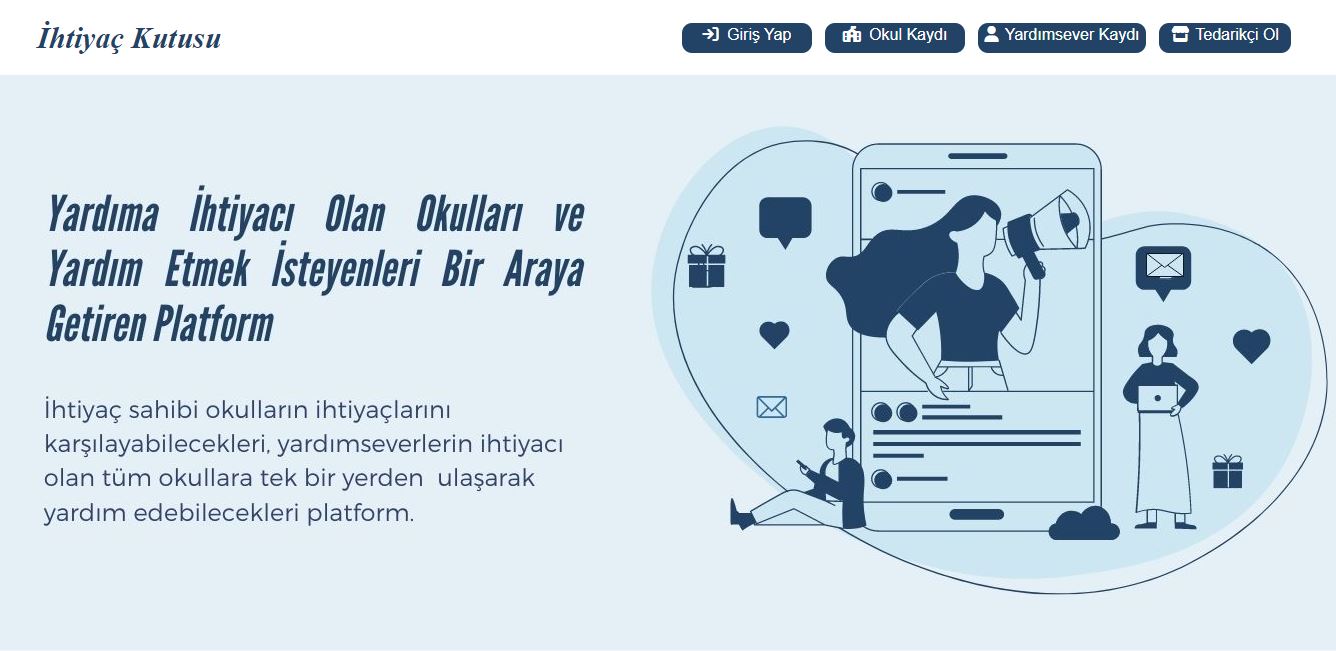 İhtiyaç Kutusu
Giriş Yap
Okul Kaydı
Yardımsever Kaydı
Tedarikçi Ol
Yardıma İhtiyacı Olan Okulları ve
Yardım Etmek İsteyenleri Bir Araya
Getiren Platform
İhtiyaç sahibi okulların ihtiyaçlarını
karşılayabilecekleri, yardımseverlerin ihtiyacı
olan tüm okullara tek bir yerden ulaşarak
yardım edebilecekleri platform.